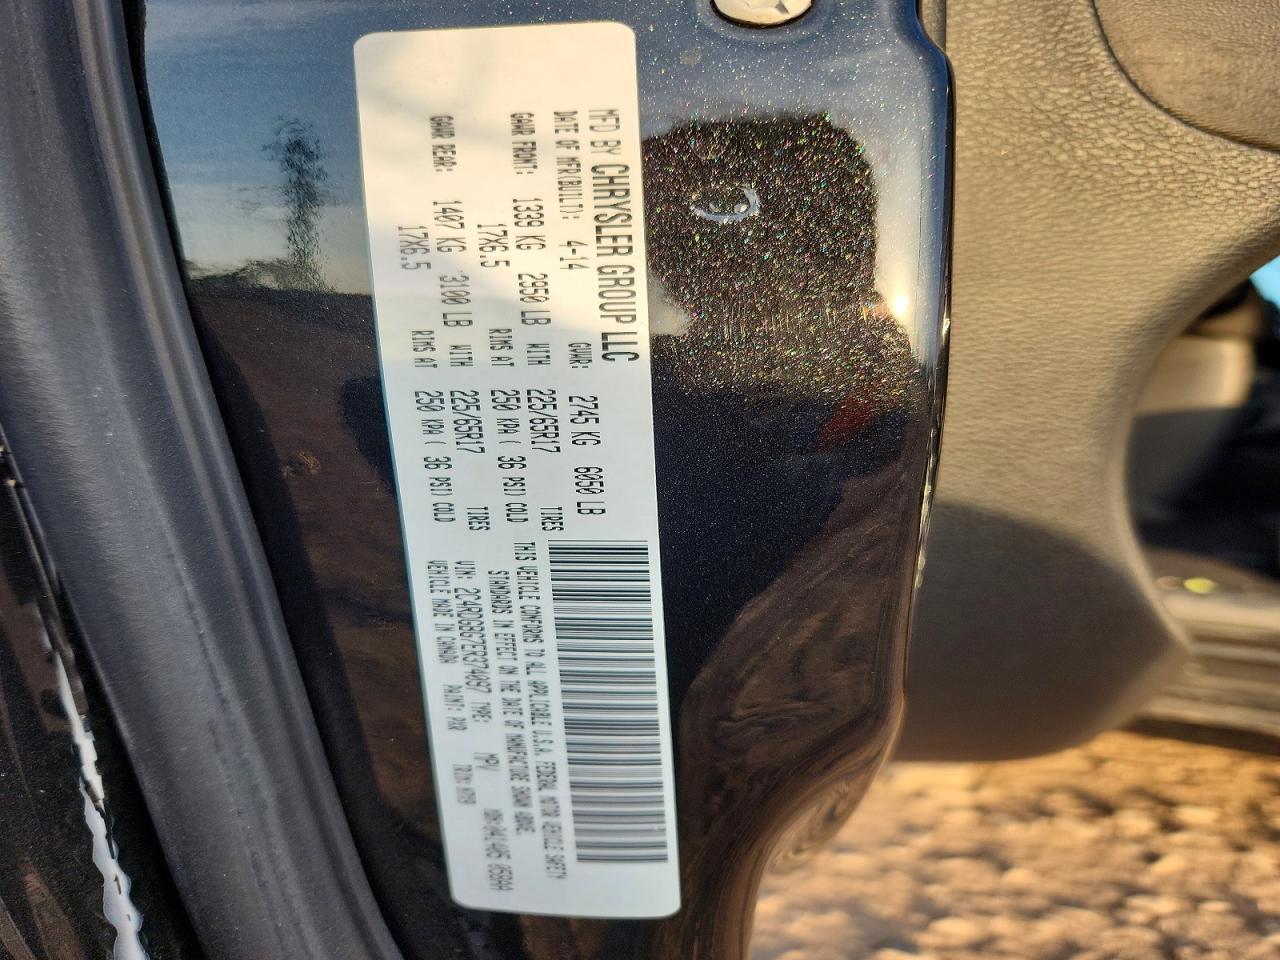 MFD BY CHRYSLER GROUP LLC
DATE OF MFR(BUILT): 4-14 GVWR: 2745 KG 6050 LB
GAWR FRONT: 1339 KG 2950 LB WITH 225/65R17 TIRES
17X6.5 RIMS AT 250 KPA( 36 PSI) COLD
GAWR REAR: 1407 KG 3100 LB WITH 225/65R17 TIRES
17X6.5 RIMS AT 250 KPA( 36 PSI) COLD
THIS VEHICLE CONFORMS TO ALL APPLICABLE U.S.A. FEDERAL MOTOR VEHICLE SAFETY
STANDARDS IN EFFECT ON THE DATE OF MANUFACTURE SHOWN ABOVE.
VIN: 2C4RDGBG7ER374097 TYPE: MPV
VEHICLE MADE IN CANADA PAINT: